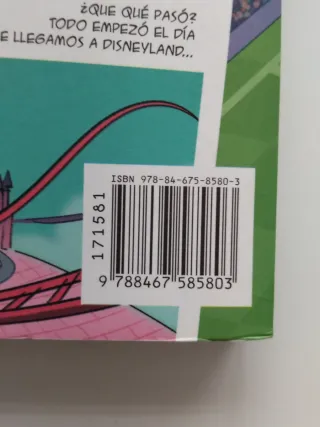 ¿QUE QUÉ PASÓ?
TODO EMPEZÓ EL DÍA
E LLEGAMOS A DISNEYLAND...
ISBN 978-84-675-8580-3
171581
9 788467 585803